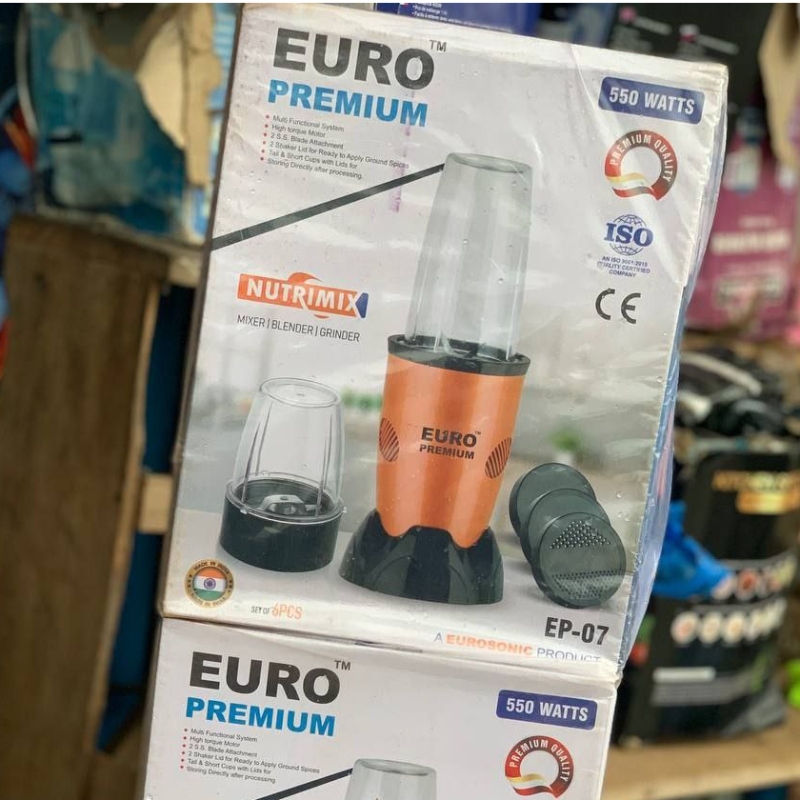 EURO™
PREMIUM
Multi Functional System
High torque Motor
2 S.S. Blade Attachment
2 Shaker Lid for Ready to Apply Ground Spices
Tall & Short Cups with Lids for
Storing Directly after processing.
550 WATTS
PREMIUM QUALITY
ISO
AN ISO 9001:2015
QUALITY CERTIFIED
COMPANY
CE
NUTRIMIX
MIXER | BLENDER | GRINDER
EURO™
PREMIUM
MADE IN INDIA
SET OF 6PCS
EP-07
A EUROSONIC PRODUCT
EURO™
PREMIUM
Multi Functional System
High torque Motor
2 S.S. Blade Attachment
2 Shaker Lid for Ready to Apply Ground Spices
Tall & Short Cups with Lids for
Storing Directly after processing.
550 WATTS
PREMIUM QUALITY